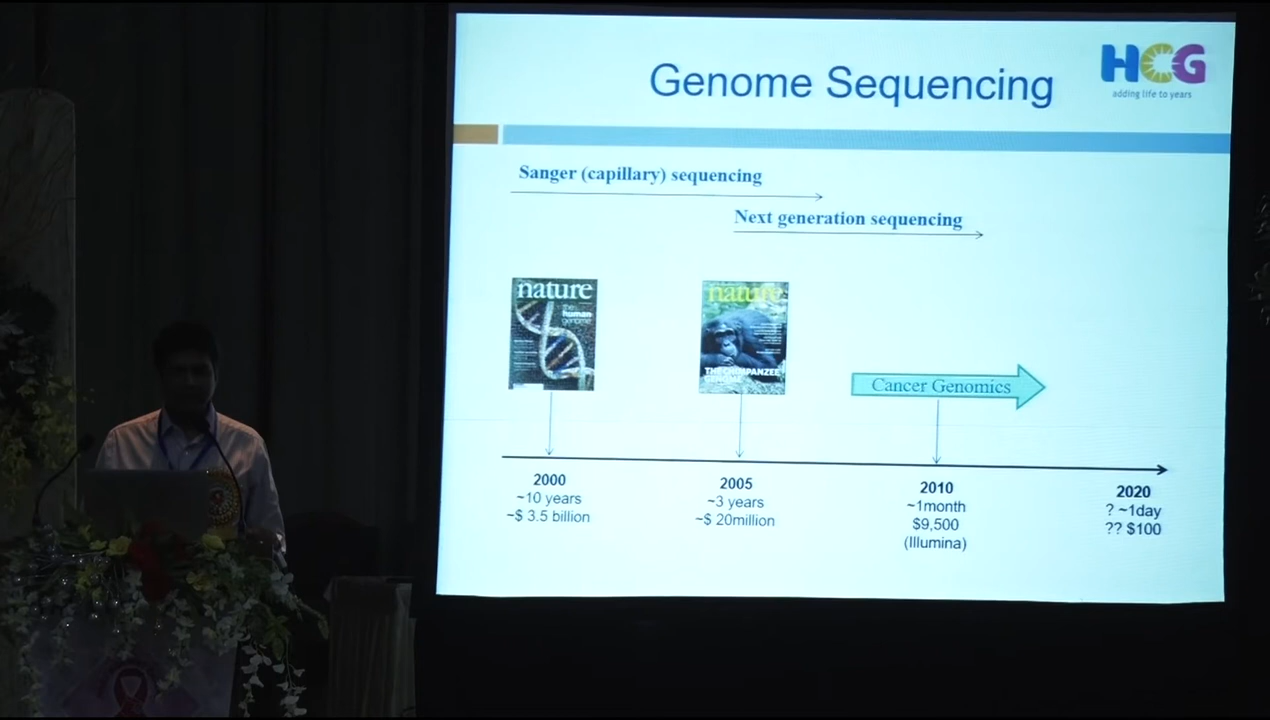 Genome Sequencing
HCG
adding life to years
Sanger (capillary) sequencing
Next generation sequencing
nature
the
human
genome
nature
THE CHIMPANZEE
Cancer Genomics
2000
~10 years
~$ 3.5 billion
2005
~3 years
~$ 20million
2010
~1month
$9,500
(Illumina)
2020
? ~1day
?? $100